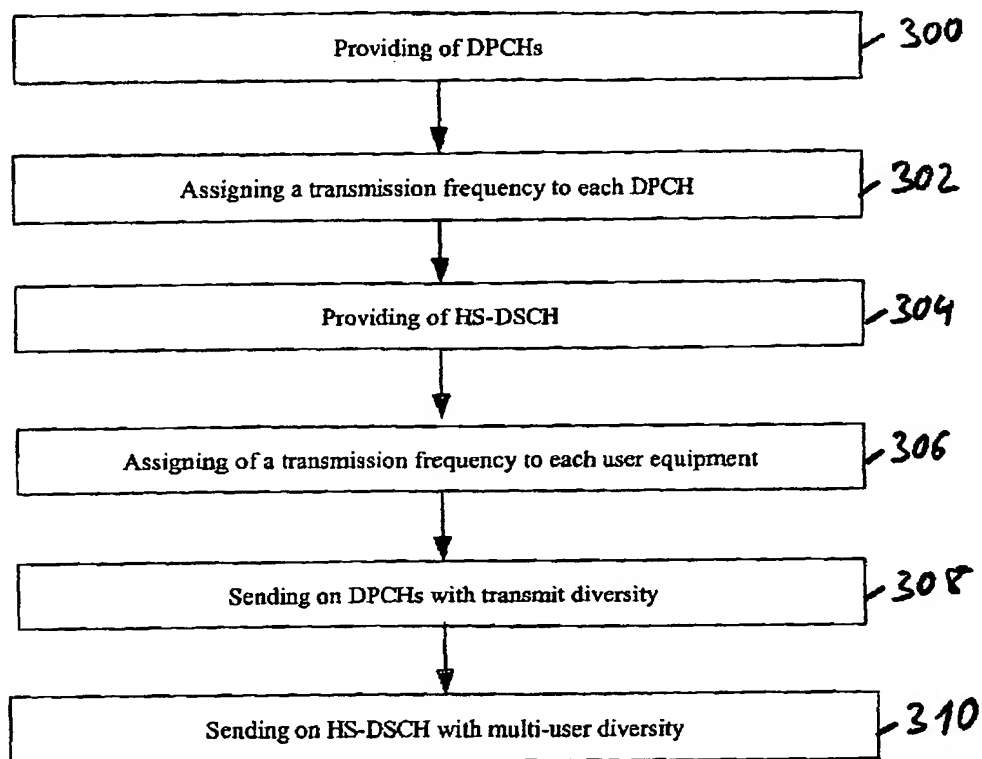 Providing of DPCHs
300
Assigning a transmission frequency to each DPCH
302
Providing of HS-DSCH
304
Assigning of a transmission frequency to each user equipment
306
Sending on DPCHs with transmit diversity
308
Sending on HS-DSCH with multi-user diversity
310